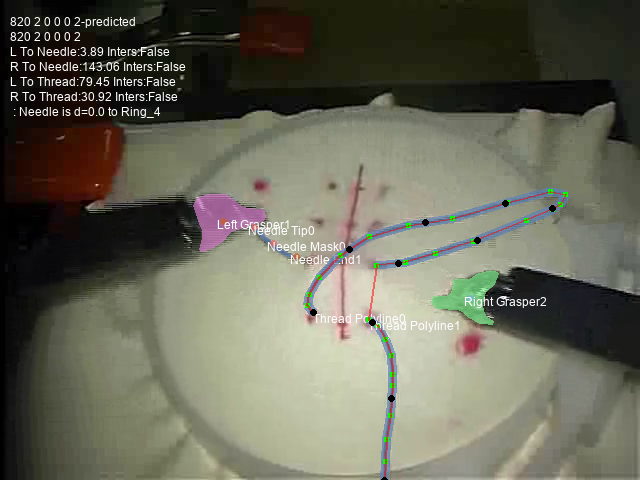 820 2 0 0 0 2-predicted
820 2 0 0 0 2
L To Needle:3.89 Inters:False
R To Needle:143.06 Inters:False
L To Thread:79.45 Inters:False
R To Thread:30.92 Inters:False
: Needle is d=0.0 to Ring_4
Left Grasper1
Needle Tip0
Needle Mask0
Needle End1
Right Grasper2
Thread Polyline0
Thread Polyline1